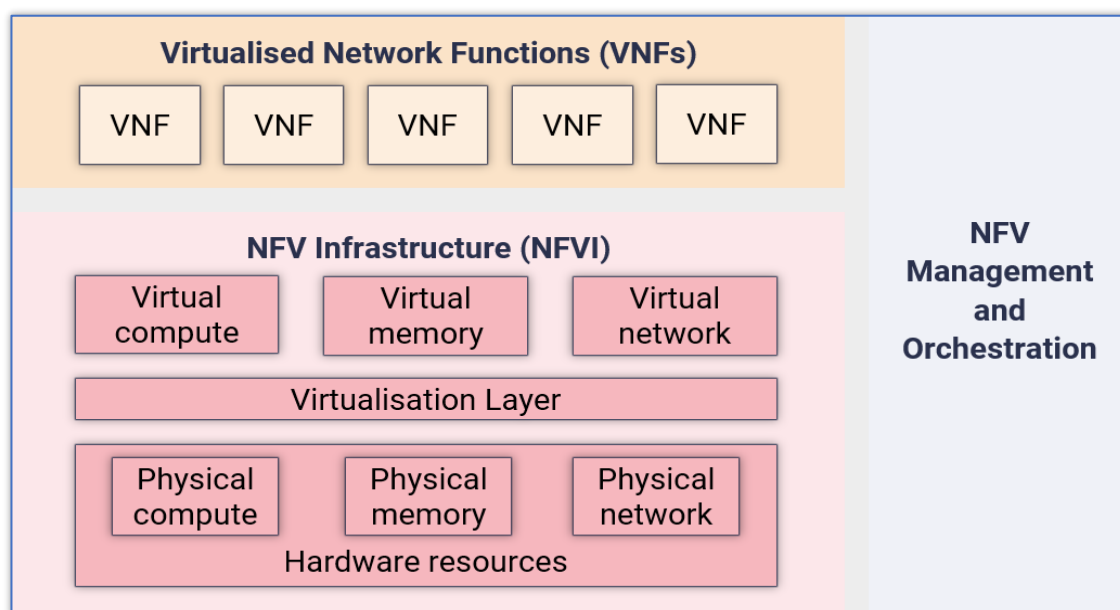 Virtualised Network Functions (VNFs)
VNF
VNF
VNF
VNF
VNF
NFV Infrastructure (NFVI)
Virtual
compute
Virtual
memory
Virtual
network
Virtualisation Layer
Physical
compute
Physical
memory
Physical
network
Hardware resources
NFV
Management
and
Orchestration